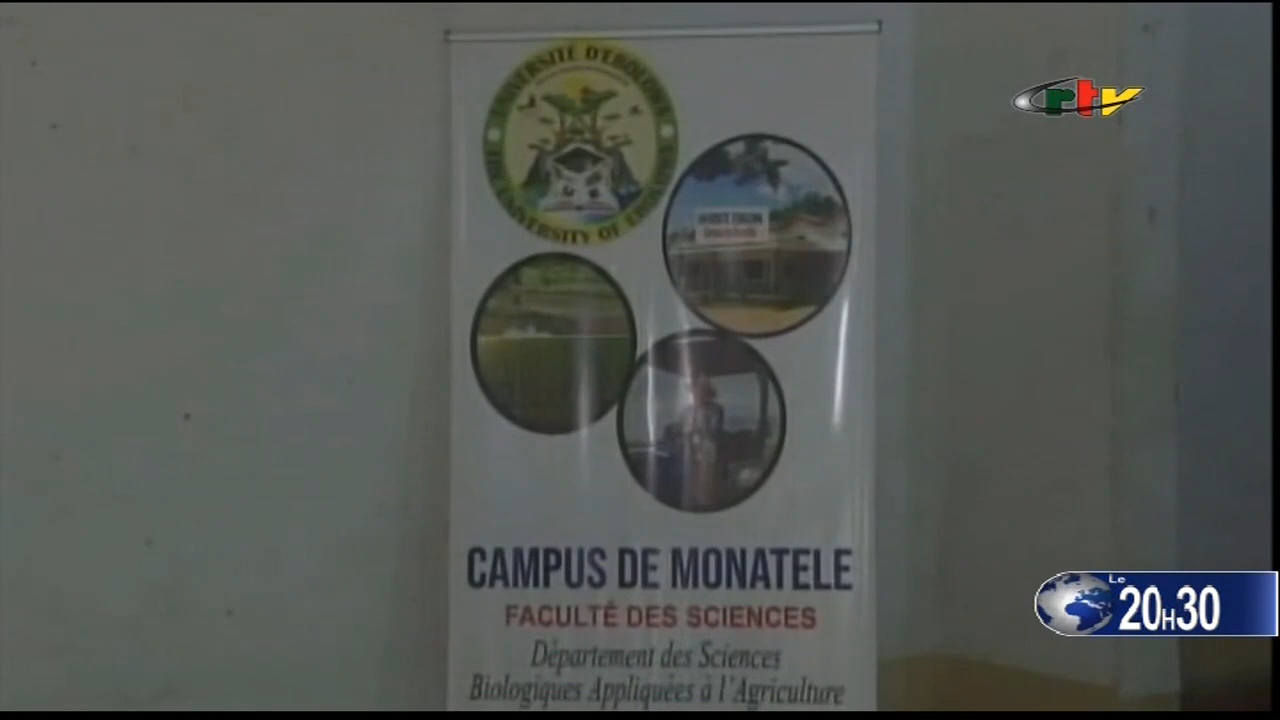 UNIVERSITÉ D'EBOLOWA
THE UNIVERSITY OF EBOLOWA
crtv
CAMPUS DE MONATELE
FACULTÉ DES SCIENCES
Département des Sciences
Biologiques Appliquées à l'Agriculture
Le
20H30